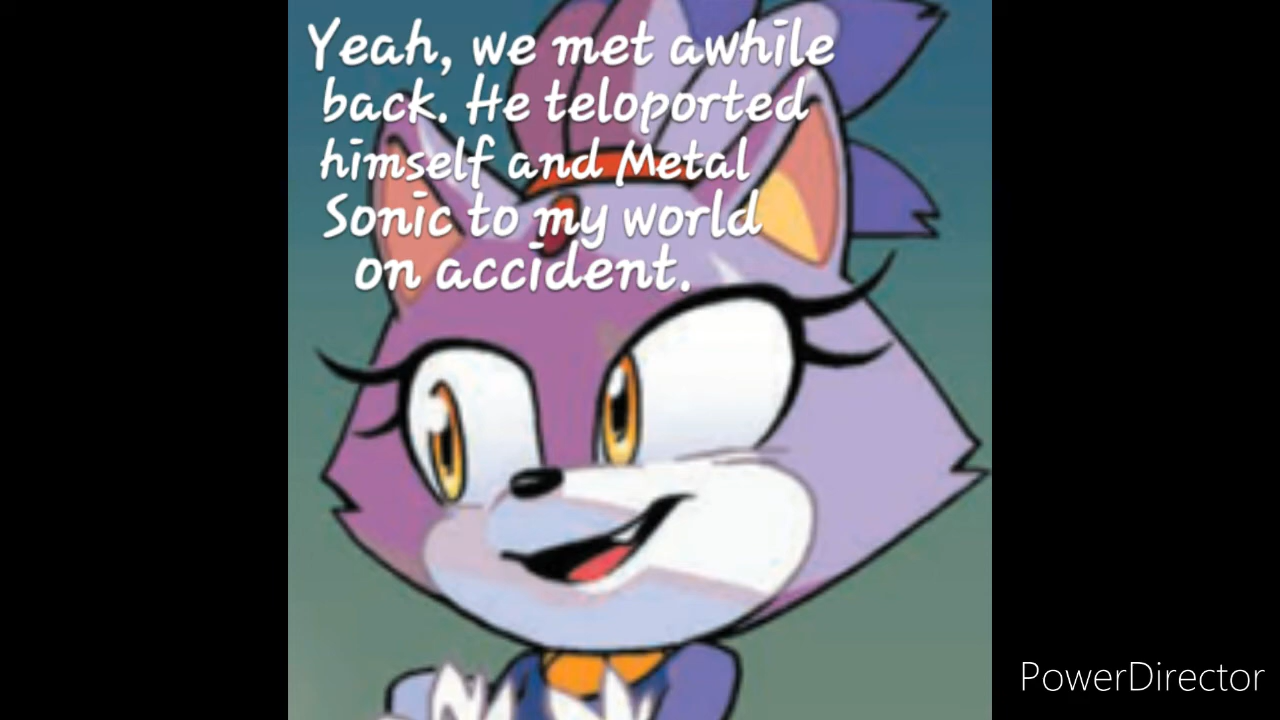 Yeah, we met awhile
back. He teloported
himself and Metal
Sonic to my world
on accident.
PowerDirector